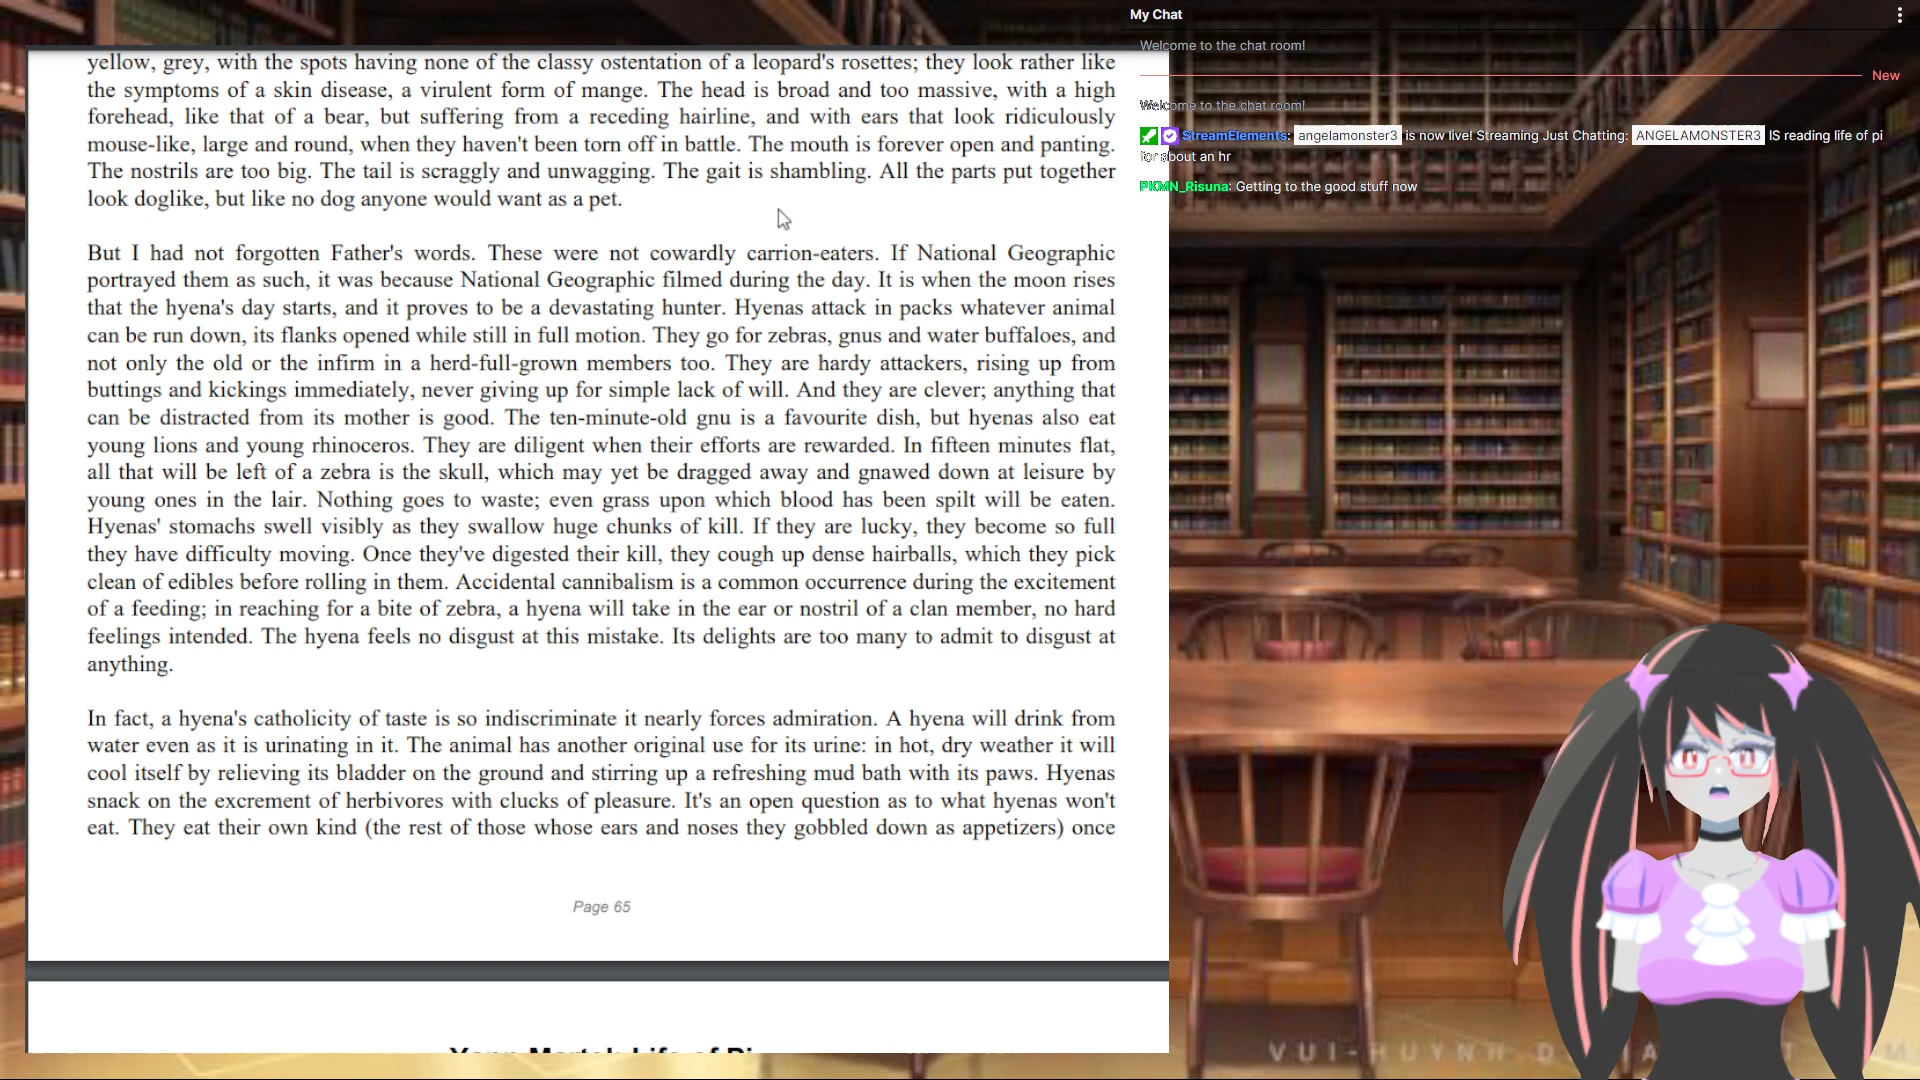 yellow, grey, with the spots having none of the classy ostentation of a leopard's rosettes; they look rather like
the symptoms of a skin disease, a virulent form of mange. The head is broad and too massive, with a high
forehead, like that of a bear, but suffering from a receding hairline, and with ears that look ridiculously
mouse-like, large and round, when they haven't been torn off in battle. The mouth is forever open and panting.
The nostrils are too big. The tail is scraggly and unwagging. The gait is shambling. All the parts put together
look doglike, but like no dog anyone would want as a pet.
But I had not forgotten Father's words. These were not cowardly carrion-eaters. If National Geographic
portrayed them as such, it was because National Geographic filmed during the day. It is when the moon rises
that the hyena's day starts, and it proves to be a devastating hunter. Hyenas attack in packs whatever animal
can be run down, its flanks opened while still in full motion. They go for zebras, gnus and water buffaloes, and
not only the old or the infirm in a herd-full-grown members too. They are hardy attackers, rising up from
buttings and kickings immediately, never giving up for simple lack of will. And they are clever; anything that
can be distracted from its mother is good. The ten-minute-old gnu is a favourite dish, but hyenas also eat
young lions and young rhinoceros. They are diligent when their efforts are rewarded. In fifteen minutes flat,
all that will be left of a zebra is the skull, which may yet be dragged away and gnawed down at leisure by
young ones in the lair. Nothing goes to waste; even grass upon which blood has been spilt will be eaten.
Hyenas' stomachs swell visibly as they swallow huge chunks of kill. If they are lucky, they become so full
they have difficulty moving. Once they've digested their kill, they cough up dense hairballs, which they pick
clean of edibles before rolling in them. Accidental cannibalism is a common occurrence during the excitement
of a feeding; in reaching for a bite of zebra, a hyena will take in the ear or nostril of a clan member, no hard
feelings intended. The hyena feels no disgust at this mistake. Its delights are too many to admit to disgust at
anything.
In fact, a hyena's catholicity of taste is so indiscriminate it nearly forces admiration. A hyena will drink from
water even as it is urinating in it. The animal has another original use for its urine: in hot, dry weather it will
cool itself by relieving its bladder on the ground and stirring up a refreshing mud bath with its paws. Hyenas
snack on the excrement of herbivores with clucks of pleasure. It's an open question as to what hyenas won't
eat. They eat their own kind (the rest of those whose ears and noses they gobbled down as appetizers) once
Page 65
My Chat
Welcome to the chat room!
New
Welcome to the chat room!
StreamElements: angelamonster3 is now live! Streaming Just Chatting: ANGELAMONSTER3 IS reading life of pi
for about an hr
PKMN_Risuna: Getting to the good stuff now
VUI-HUYNH.D